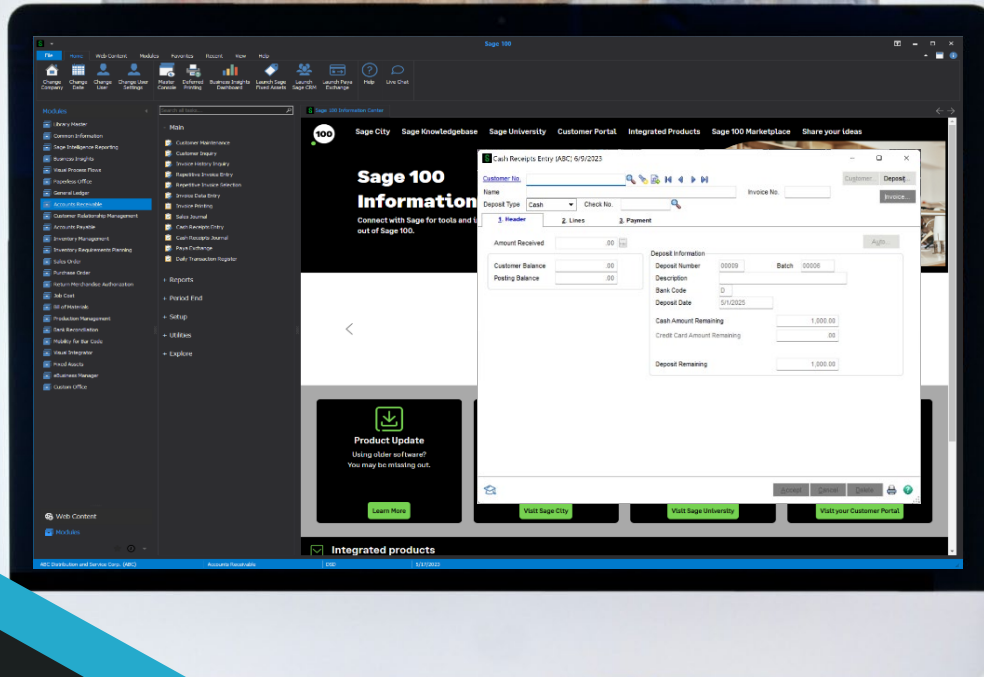 Sage 100
File Home Web Content Modules Favorites Recent View Help
Change Company
Change Date
Change User
Change User Settings
Master Console
Deferred Printing
Business Insights Dashboard
Launch Sage Fixed Assets
Launch Sage CRM
Launch Paya Exchange
Help
Live Chat
Modules
Library Master
Common Information
Sage Intelligence Reporting
Business Insights
Visual Process Flows
Paperless Office
General Ledger
Accounts Receivable
Customer Relationship Management
Accounts Payable
Inventory Management
Inventory Requirements Planning
Sales Order
Purchase Order
Return Merchandise Authorization
Job Cost
Bill of Materials
Production Management
Bank Reconciliation
Mobility for Bar Code
Visual Integrator
Fixed Assets
eBusiness Manager
Custom Office
Web Content
Modules
Search all tasks...
Main
Customer Maintenance
Customer Inquiry
Invoice History Inquiry
Repetitive Invoice Entry
Repetitive Invoice Selection
Invoice Data Entry
Invoice Printing
Sales Journal
Cash Receipts Entry
Cash Receipts Journal
Paya Exchange
Daily Transaction Register
+ Reports
+ Period End
+ Setup
+ Utilities
+ Explore
Sage 100 Information Center
100 Sage City Sage Knowledgebase Sage University Customer Portal Integrated Products Sage 100 Marketplace Share your ideas
Sage 100
Information
Connect with Sage for tools and
out of Sage 100.
Cash Receipts Entry (ABC) 6/9/2023
Customer No.
Customer... Deposit...
Name
Invoice No.
Invoice...
Deposit Type Cash Check No.
1. Header 2. Lines 3. Payment
Amount Received .00
Auto...
Customer Balance .00
Posting Balance .00
Deposit Information
Deposit Number 00009 Batch 00006
Description
Bank Code D
Deposit Date 5/1/2025
Cash Amount Remaining 1,000.00
Credit Card Amount Remaining .00
Deposit Remaining 1,000.00
Accept Cancel Delete
Product Update
Using older software?
You may be missing out.
Learn More
Visit Sage City
Visit Sage University
Visit your Customer Portal
Integrated products
ABC Distribution and Service Corp. (ABC) Accounts Receivable DSD 5/17/2023